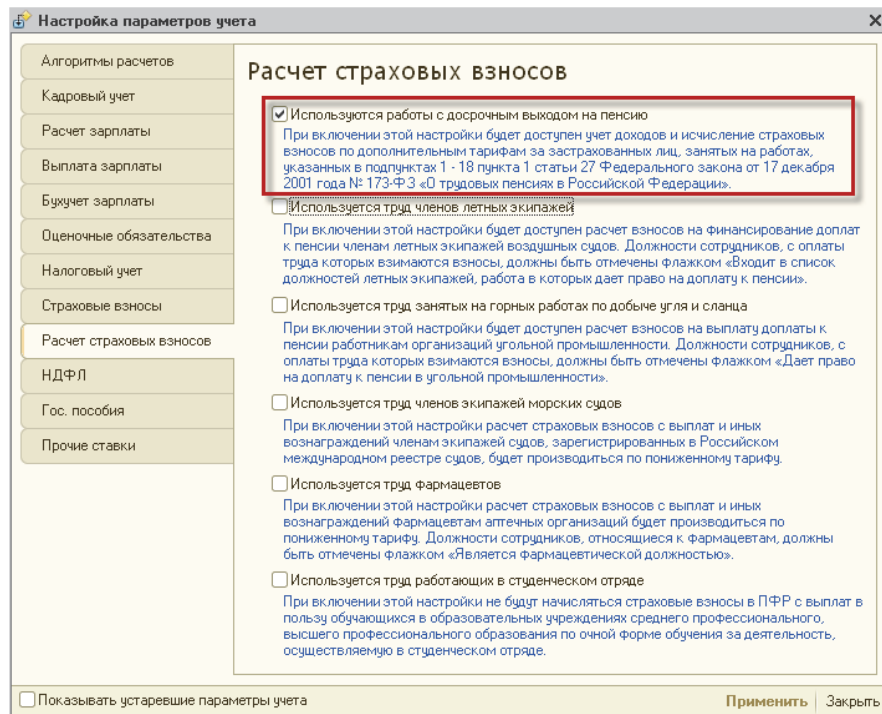 Настройка параметров учета
Алгоритмы расчетов
Кадровый учет
Расчет зарплаты
Выплата зарплаты
Бухучет зарплаты
Оценочные обязательства
Налоговый учет
Страховые взносы
Расчет страховых взносов
НДФЛ
Гос. пособия
Прочие ставки
Расчет страховых взносов
Используются работы с досрочным выходом на пенсию
При включении этой настройки будет доступен учет доходов и исчисление страховых
взносов по дополнительным тарифам за застрахованных лиц, занятых на работах,
указанных в подпунктах 1 - 18 пункта 1 статьи 27 Федерального закона от 17 декабря
2001 года № 173-ФЗ «О трудовых пенсиях в Российской Федерации».
Используется труд членов летных экипажей
При включении этой настройки будет доступен расчет взносов на финансирование доплат
к пенсии членам летных экипажей воздушных судов. Должности сотрудников, с оплаты
труда которых взимаются взносы, должны быть отмечены флажком «Входит в список
должностей летных экипажей, работа в которых дает право на доплату к пенсии».
Используется труд занятых на горных работах по добыче угля и сланца
При включении этой настройки будет доступен расчет взносов на выплату доплаты к
пенсии работникам организаций угольной промышленности. Должности сотрудников, с
оплаты труда которых взимаются взносы, должны быть отмечены флажком «Дает право
на доплату к пенсии в угольной промышленности».
Используется труд членов экипажей морских судов
При включении этой настройки расчет страховых взносов с выплат и иных
вознаграждений членам экипажей судов, зарегистрированных в Российском
международном реестре судов, будет производиться по пониженному тарифу.
Используется труд фармацевтов
При включении этой настройки расчет страховых взносов с выплат и иных
вознаграждений фармацевтам аптечных организаций будет производиться по
пониженному тарифу. Должности сотрудников, относящиеся к фармацевтам, должны
быть отмечены флажком «Является фармацевтической должностью».
Используется труд работающих в студенческом отряде
При включении этой настройки не будут начисляться страховые взносы в ПФР с выплат в
пользу обучающихся в образовательных учреждениях среднего профессионального,
высшего профессионального образования по очной форме обучения за деятельность,
осуществляемую в студенческом отряде.
Показывать устаревшие параметры учета
Применить
Закрыть